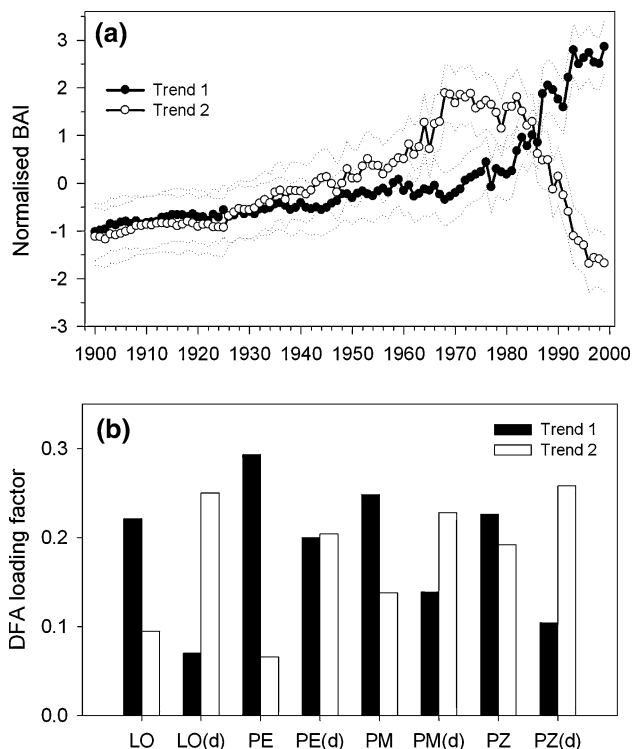 (a)
Trend 1
Trend 2
Normalised BAI
3
2
1
0
-1
-2
-3
1900 1910 1920 1930 1940 1950 1960 1970 1980 1990 2000
(b)
Trend 1
Trend 2
DFA loading factor
0.3
0.2
0.1
0.0
LO LO(d) PE PE(d) PM PM(d) PZ PZ(d)